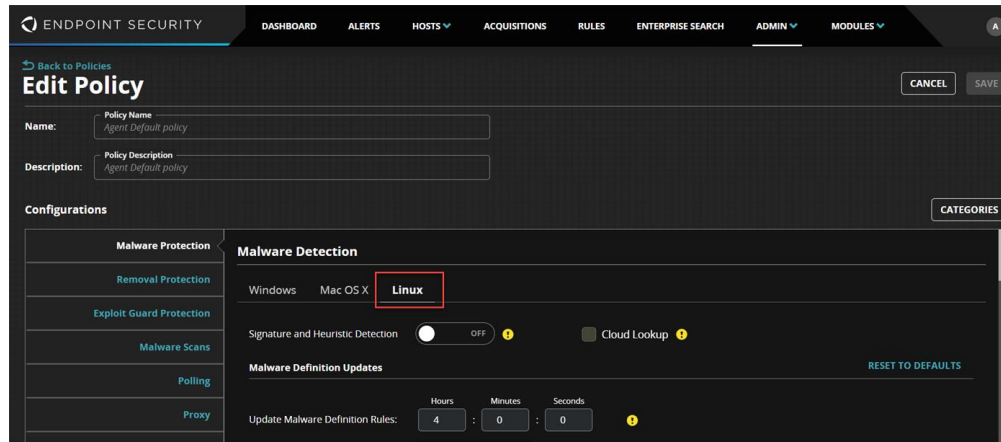 ENDPOINT SECURITY DASHBOARD ALERTS HOSTS ACQUISITIONS RULES ENTERPRISE SEARCH ADMIN MODULES A
Back to Policies
Edit Policy
CANCEL SAVE
Name:
Policy Name
Agent Default policy
Description:
Policy Description
Agent Default policy
Configurations
CATEGORIES
Malware Protection
Removal Protection
Exploit Guard Protection
Malware Scans
Polling
Proxy
Malware Detection
Windows Mac OS X Linux
Signature and Heuristic Detection OFF ! Cloud Lookup !
Malware Definition Updates RESET TO DEFAULTS
Hours Minutes Seconds
Update Malware Definition Rules: 4 : 0 : 0 !